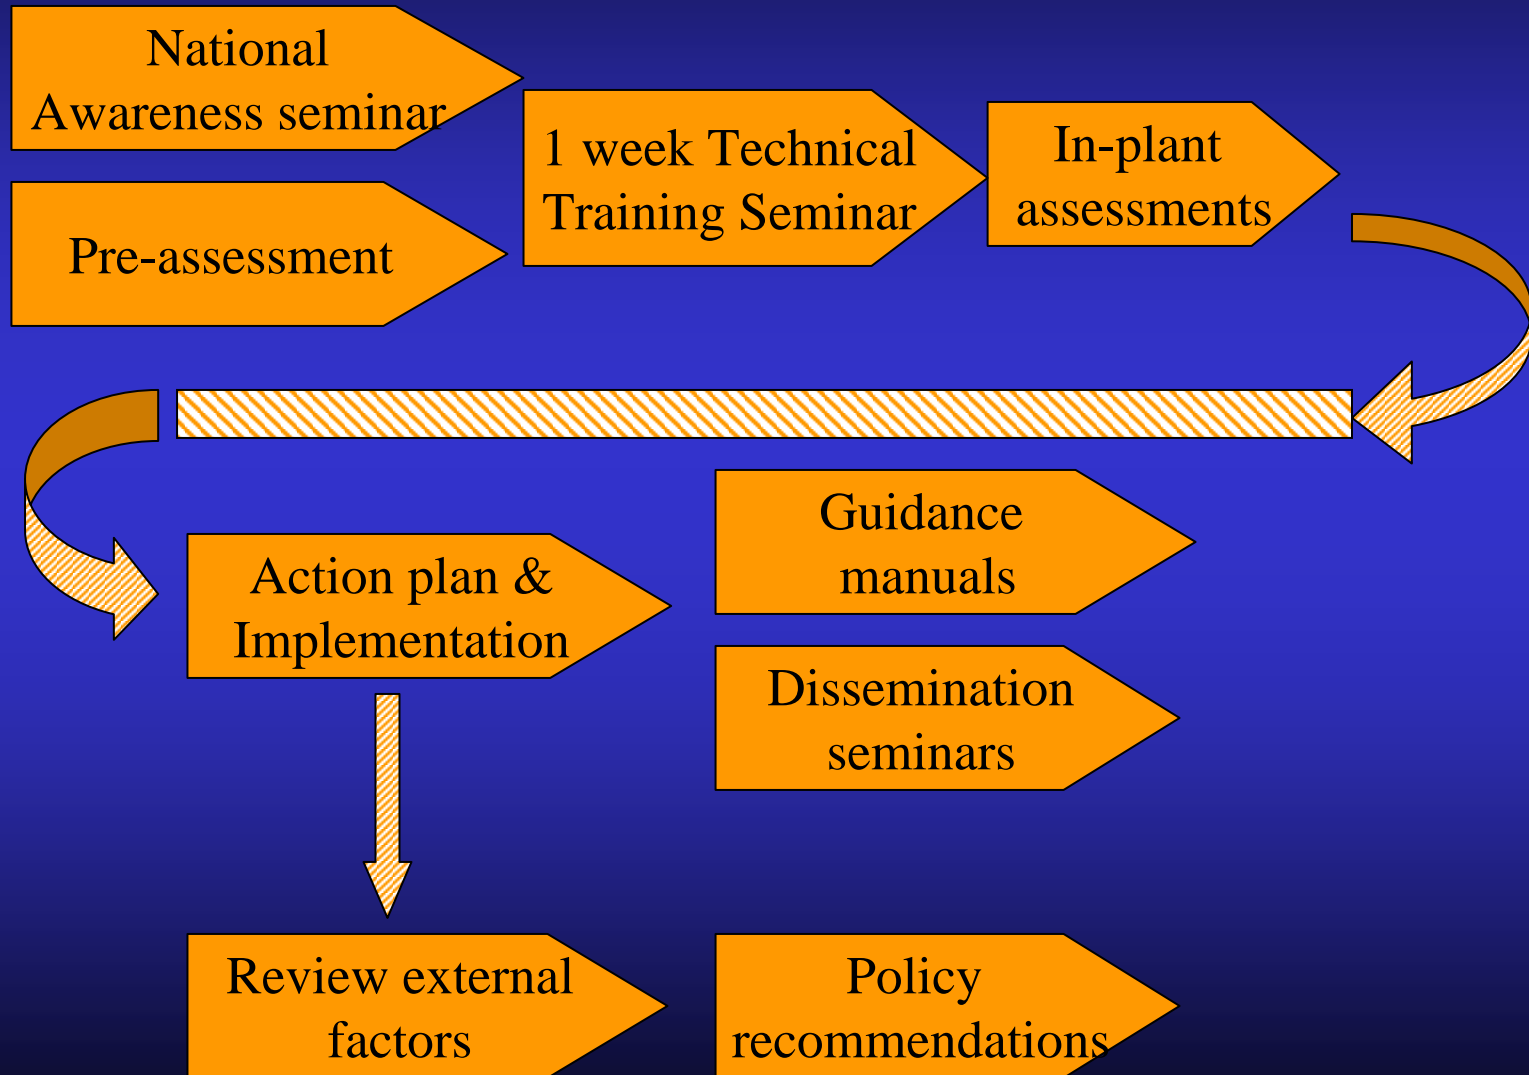 National
Awareness seminar
Pre-assessment
1 week Technical
Training Seminar
In-plant
assessments
Action plan &
Implementation
Guidance
manuals
Dissemination
seminars
Review external
factors
Policy
recommendations